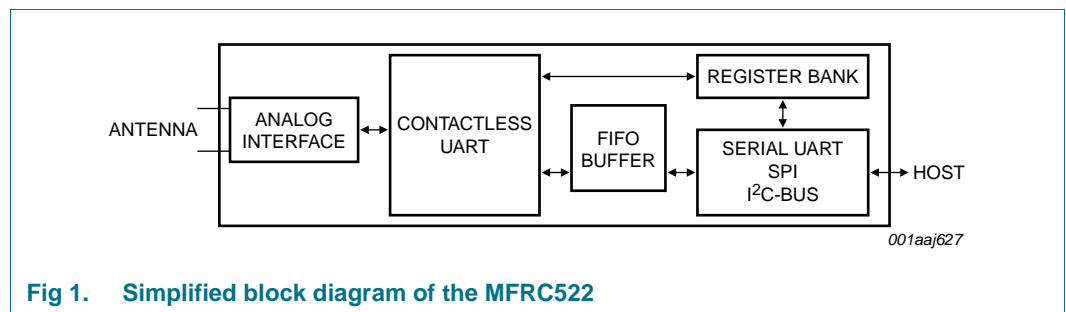 ANTENNA
ANALOG
INTERFACE
CONTACTLESS
UART
FIFO
BUFFER
REGISTER BANK
SERIAL UART
SPI
I²C-BUS
HOST
001aaj627
Fig 1. Simplified block diagram of the MFRC522